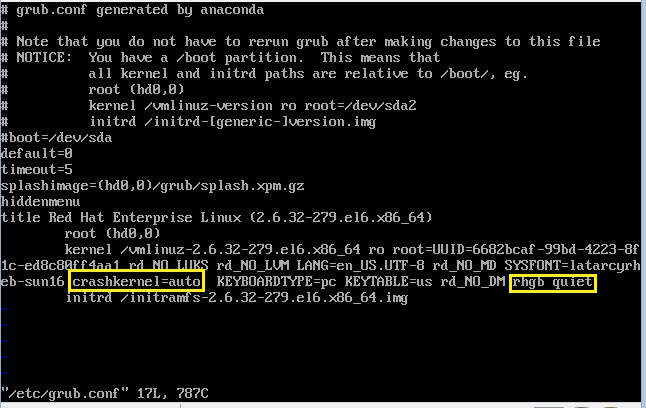 # grub.conf generated by anaconda
#
# Note that you do not have to rerun grub after making changes to this file
# NOTICE:  You have a /boot partition.  This means that
#          all kernel and initrd paths are relative to /boot/, eg.
#          root (hd0,0)
#          kernel /vmlinuz-version ro root=/dev/sda2
#          initrd /initrd-[generic-]version.img
#boot=/dev/sda
default=0
timeout=5
splashimage=(hd0,0)/grub/splash.xpm.gz
hiddenmenu
title Red Hat Enterprise Linux (2.6.32-279.el6.x86_64)
        root (hd0,0)
        kernel /vmlinuz-2.6.32-279.el6.x86_64 ro root=UUID=6682bcaf-99bd-4223-8f
1c-ed8c80ff4aa1 rd_NO_LUKS rd_NO_LVM LANG=en_US.UTF-8 rd_NO_MD SYSFONT=latarcyrh
eb-sun16 crashkernel=auto  KEYBOARDTYPE=pc KEYTABLE=us rd_NO_DM rhgb quiet
        initrd /initramfs-2.6.32-279.el6.x86_64.img
~
~
~
~
"/etc/grub.conf" 17L, 787C